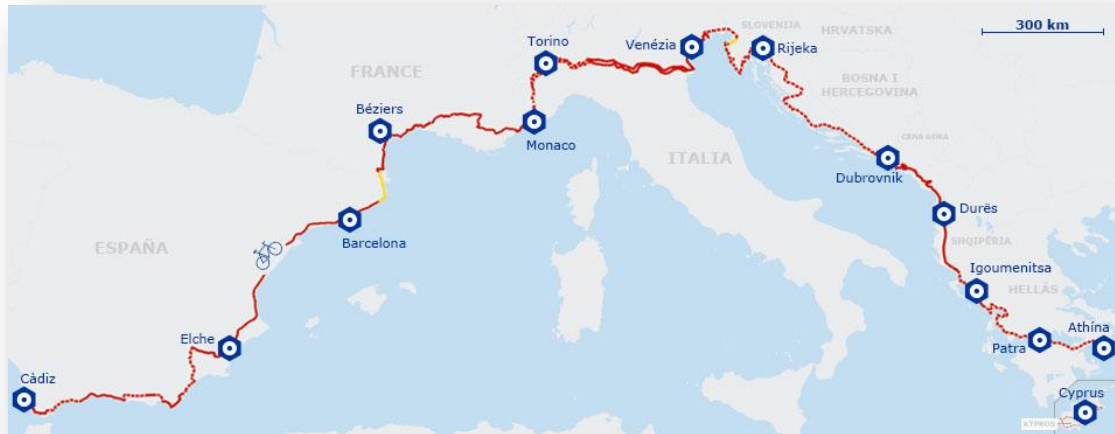 SLOVENIJA
300 km
HRVATSKA
Torino
Venézia
Rijeka
FRANCE
BOSNA I
HERCEGOVINA
Béziers
Monaco
CRNA GORA
ITALIA
Dubrovnik
Durës
Barcelona
ESPAÑA
SHQIPËRIA
Igoumenitsa
HELLÁS
Elche
Patra
Athína
Càdiz
Cyprus